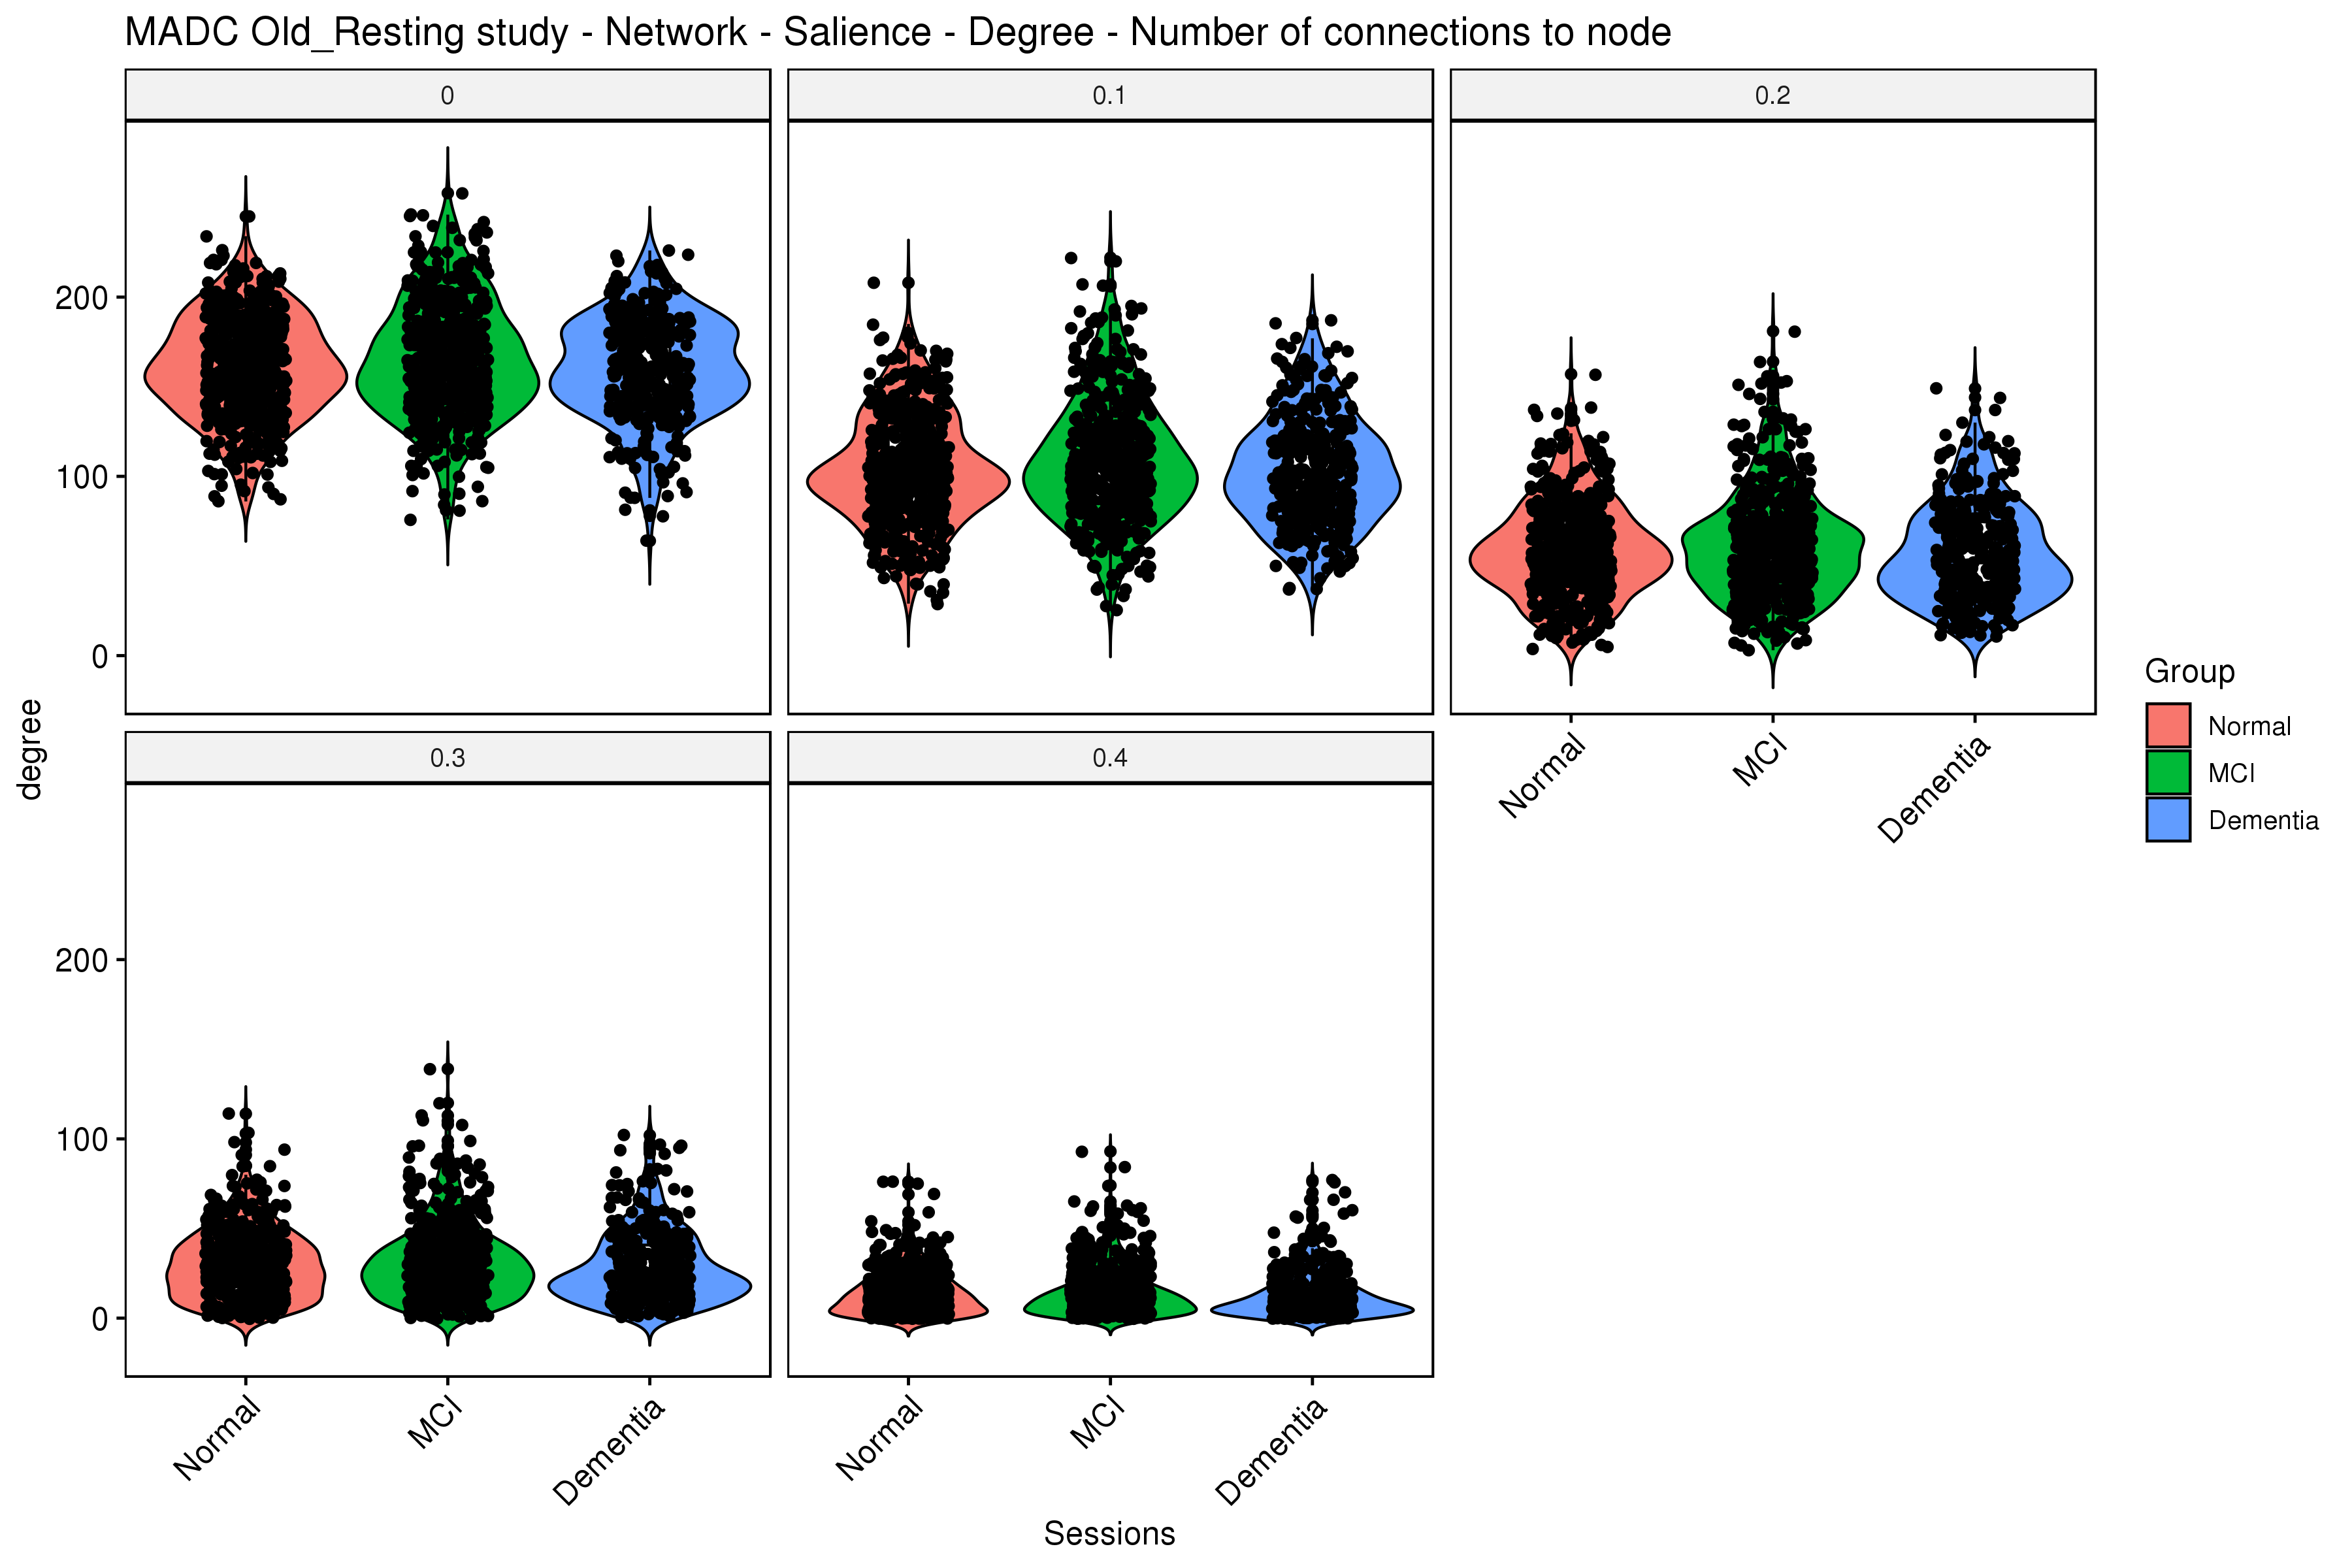 MADC Old_Resting study - Network - Salience - Degree - Number of connections to node
0
0.1
0.2
200
100
0
degree
Normal
MCI
Dementia
Group
Normal
MCI
Dementia
0.3
0.4
200
100
0
Normal
MCI
Dementia
Normal
MCI
Dementia
Sessions